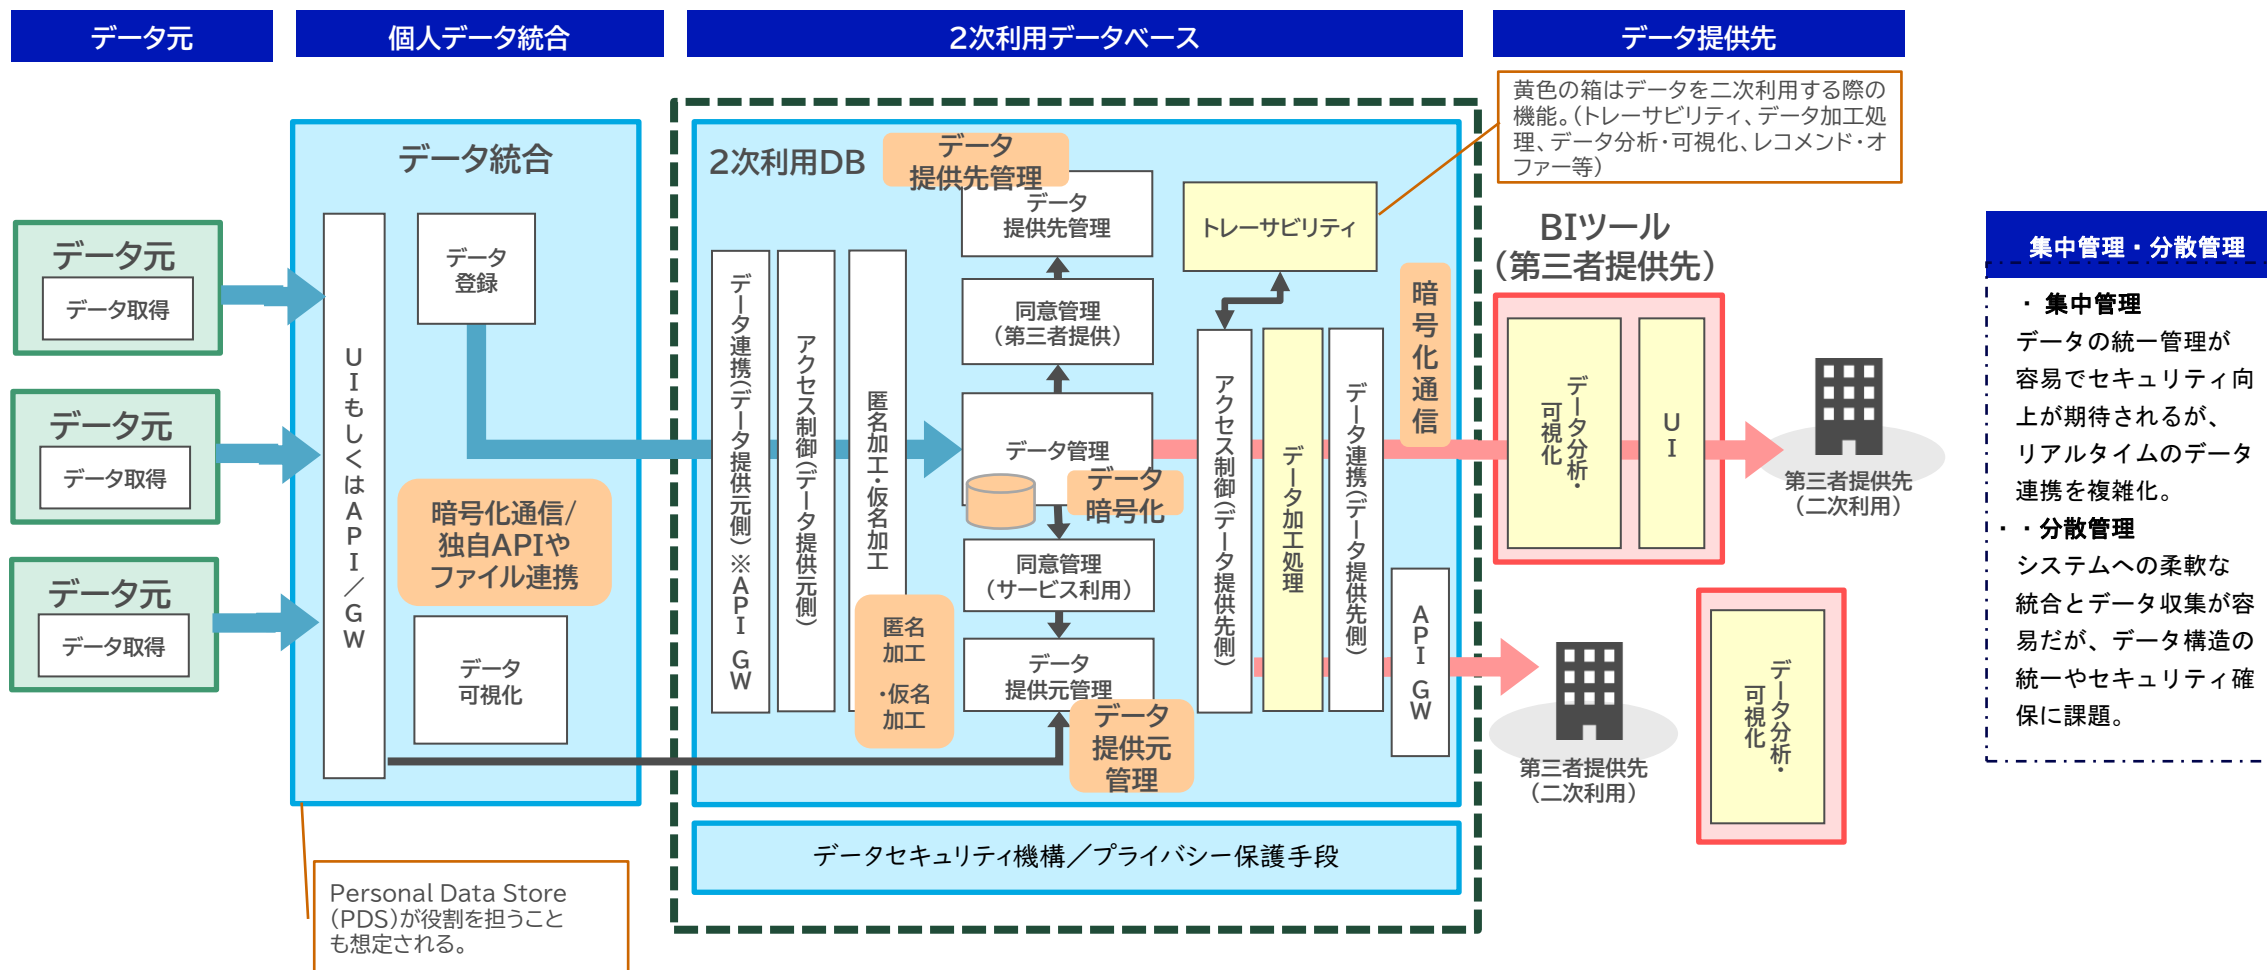 データ元
個人データ統合
2次利用データベース
データ提供先
黄色の箱はデータを二次利用する際の
機能。(トレーサビリティ、データ加工処
理、データ分析・可視化、レコメンド・オ
ファー等)
データ元
データ取得
データ元
データ取得
データ元
データ取得
データ統合
UIもしくはAPI/GW
データ
登録
暗号化通信/
独自APIや
ファイル連携
データ
可視化
Personal Data Store
(PDS)が役割を担うこと
も想定される。
2次利用DB
データ
提供先管理
データ連携(データ提供元側)※API GW
アクセス制御(データ提供元側)
匿名加工・仮名加工
匿名
加工
・仮名
加工
データ
提供先管理
同意管理
(第三者提供)
データ管理
データ
暗号化
同意管理
(サービス利用)
データ
提供元管理
データ
提供元
管理
トレーサビリティ
アクセス制御(データ提供先側)
データ加工処理
データ連携(データ提供先側)
暗号化通信
API GW
データセキュリティ機構/プライバシー保護手段
BIツール
(第三者提供先)
データ分析・
可視化
UI
第三者提供先
(二次利用)
第三者提供先
(二次利用)
データ分析・
可視化
集中管理・分散管理
・ 集中管理
データの統一管理が
容易でセキュリティ向
上が期待されるが、
リアルタイムのデータ
連携を複雑化。
・・分散管理
システムへの柔軟な
統合とデータ収集が容
易だが、データ構造の
統一やセキュリティ確
保に課題。